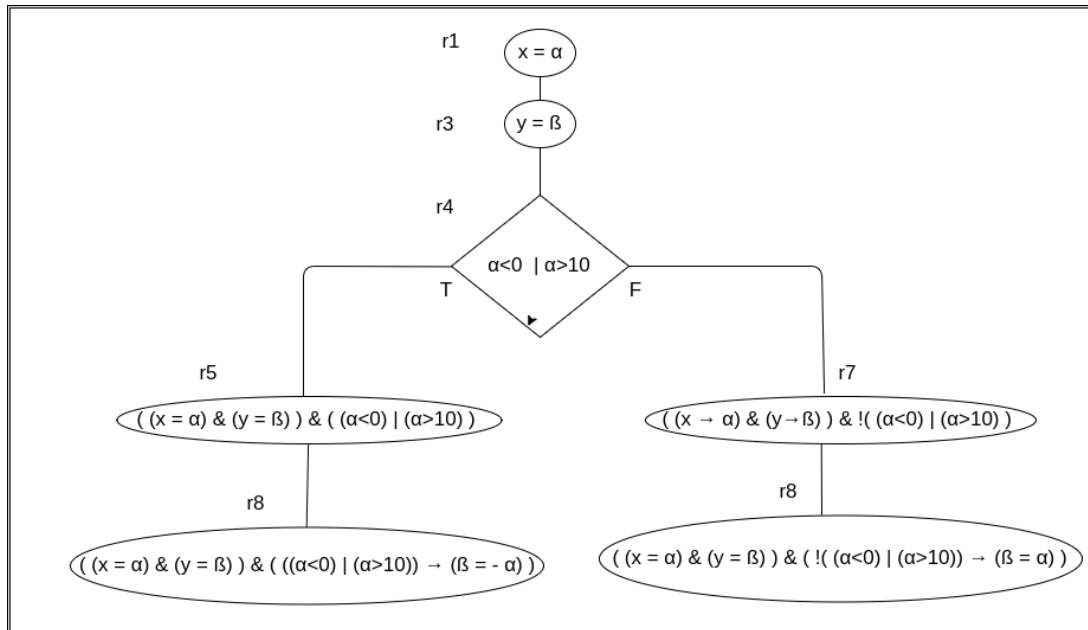 r1
x = α
r3
y = ß
r4
α<0 | α>10
T
F
r5
r7
( (x = α) & (y = ß) ) & ( (α<0) | (α>10) )
( (x → α) & (y→ß) ) & !( (α<0) | (α>10) )
r8
r8
( (x = α) & (y = ß) ) & ( ((α<0) | (α>10)) → (ß = - α) )
( (x = α) & (y = ß) ) & ( !( (α<0) | (α>10)) → (ß = α) )